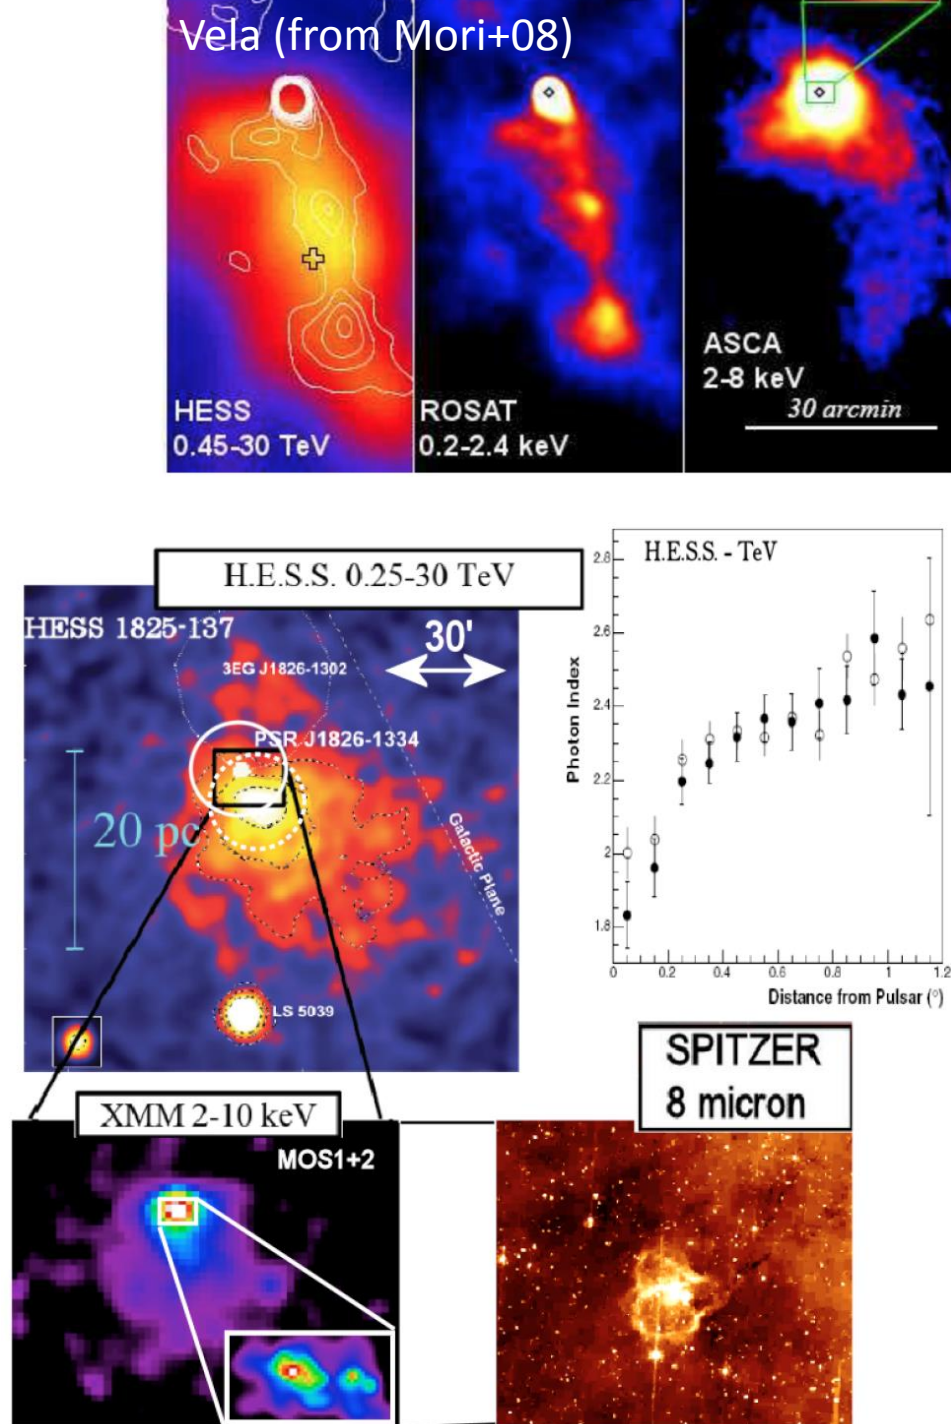 Vela (from Mori+08)
HESS
0.45-30 TeV
ROSAT
0.2-2.4 keV
ASCA
2-8 keV
30 arcmin
H.E.S.S. 0.25-30 TeV
HESS 1825-137
30'
3EG J1826-1302
PSR J1826-1334
20 pc
Galactic Plane
LS 5039
H.E.S.S. - TeV
Photon Index
2.8
2.6
2.4
2.2
2
1.8
0 0.2 0.4 0.6 0.8 1 1.2
Distance from Pulsar (°)
SPITZER
8 micron
XMM 2-10 keV
MOS1+2